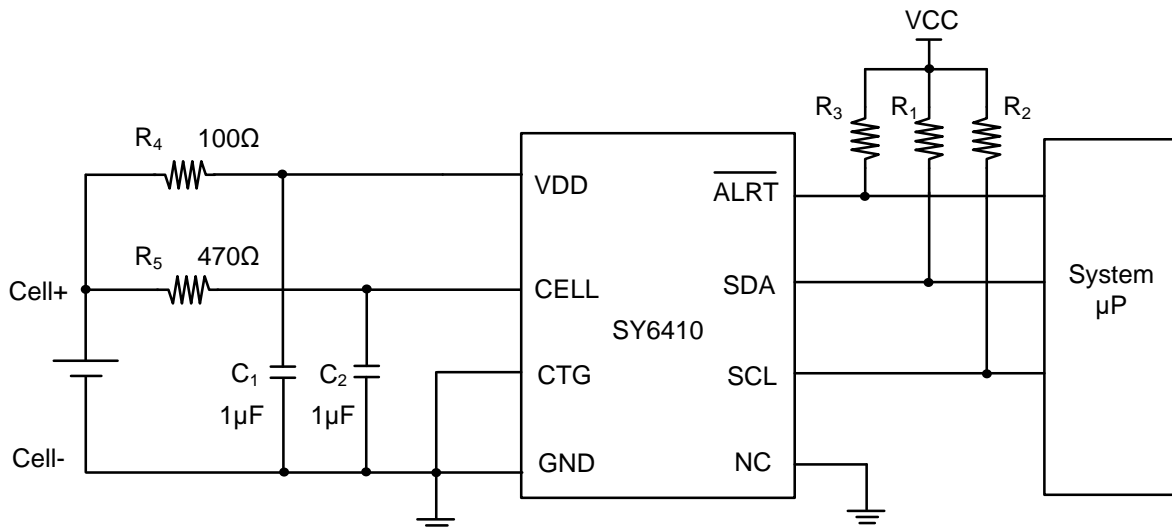 VCC
R3 R1 R2
R4 100Ω
VDD
ALRT
R5 470Ω
Cell+
CELL
SDA
System
µP
SY6410
C1
1µF
C2
1µF
CTG
SCL
Cell-
GND
NC